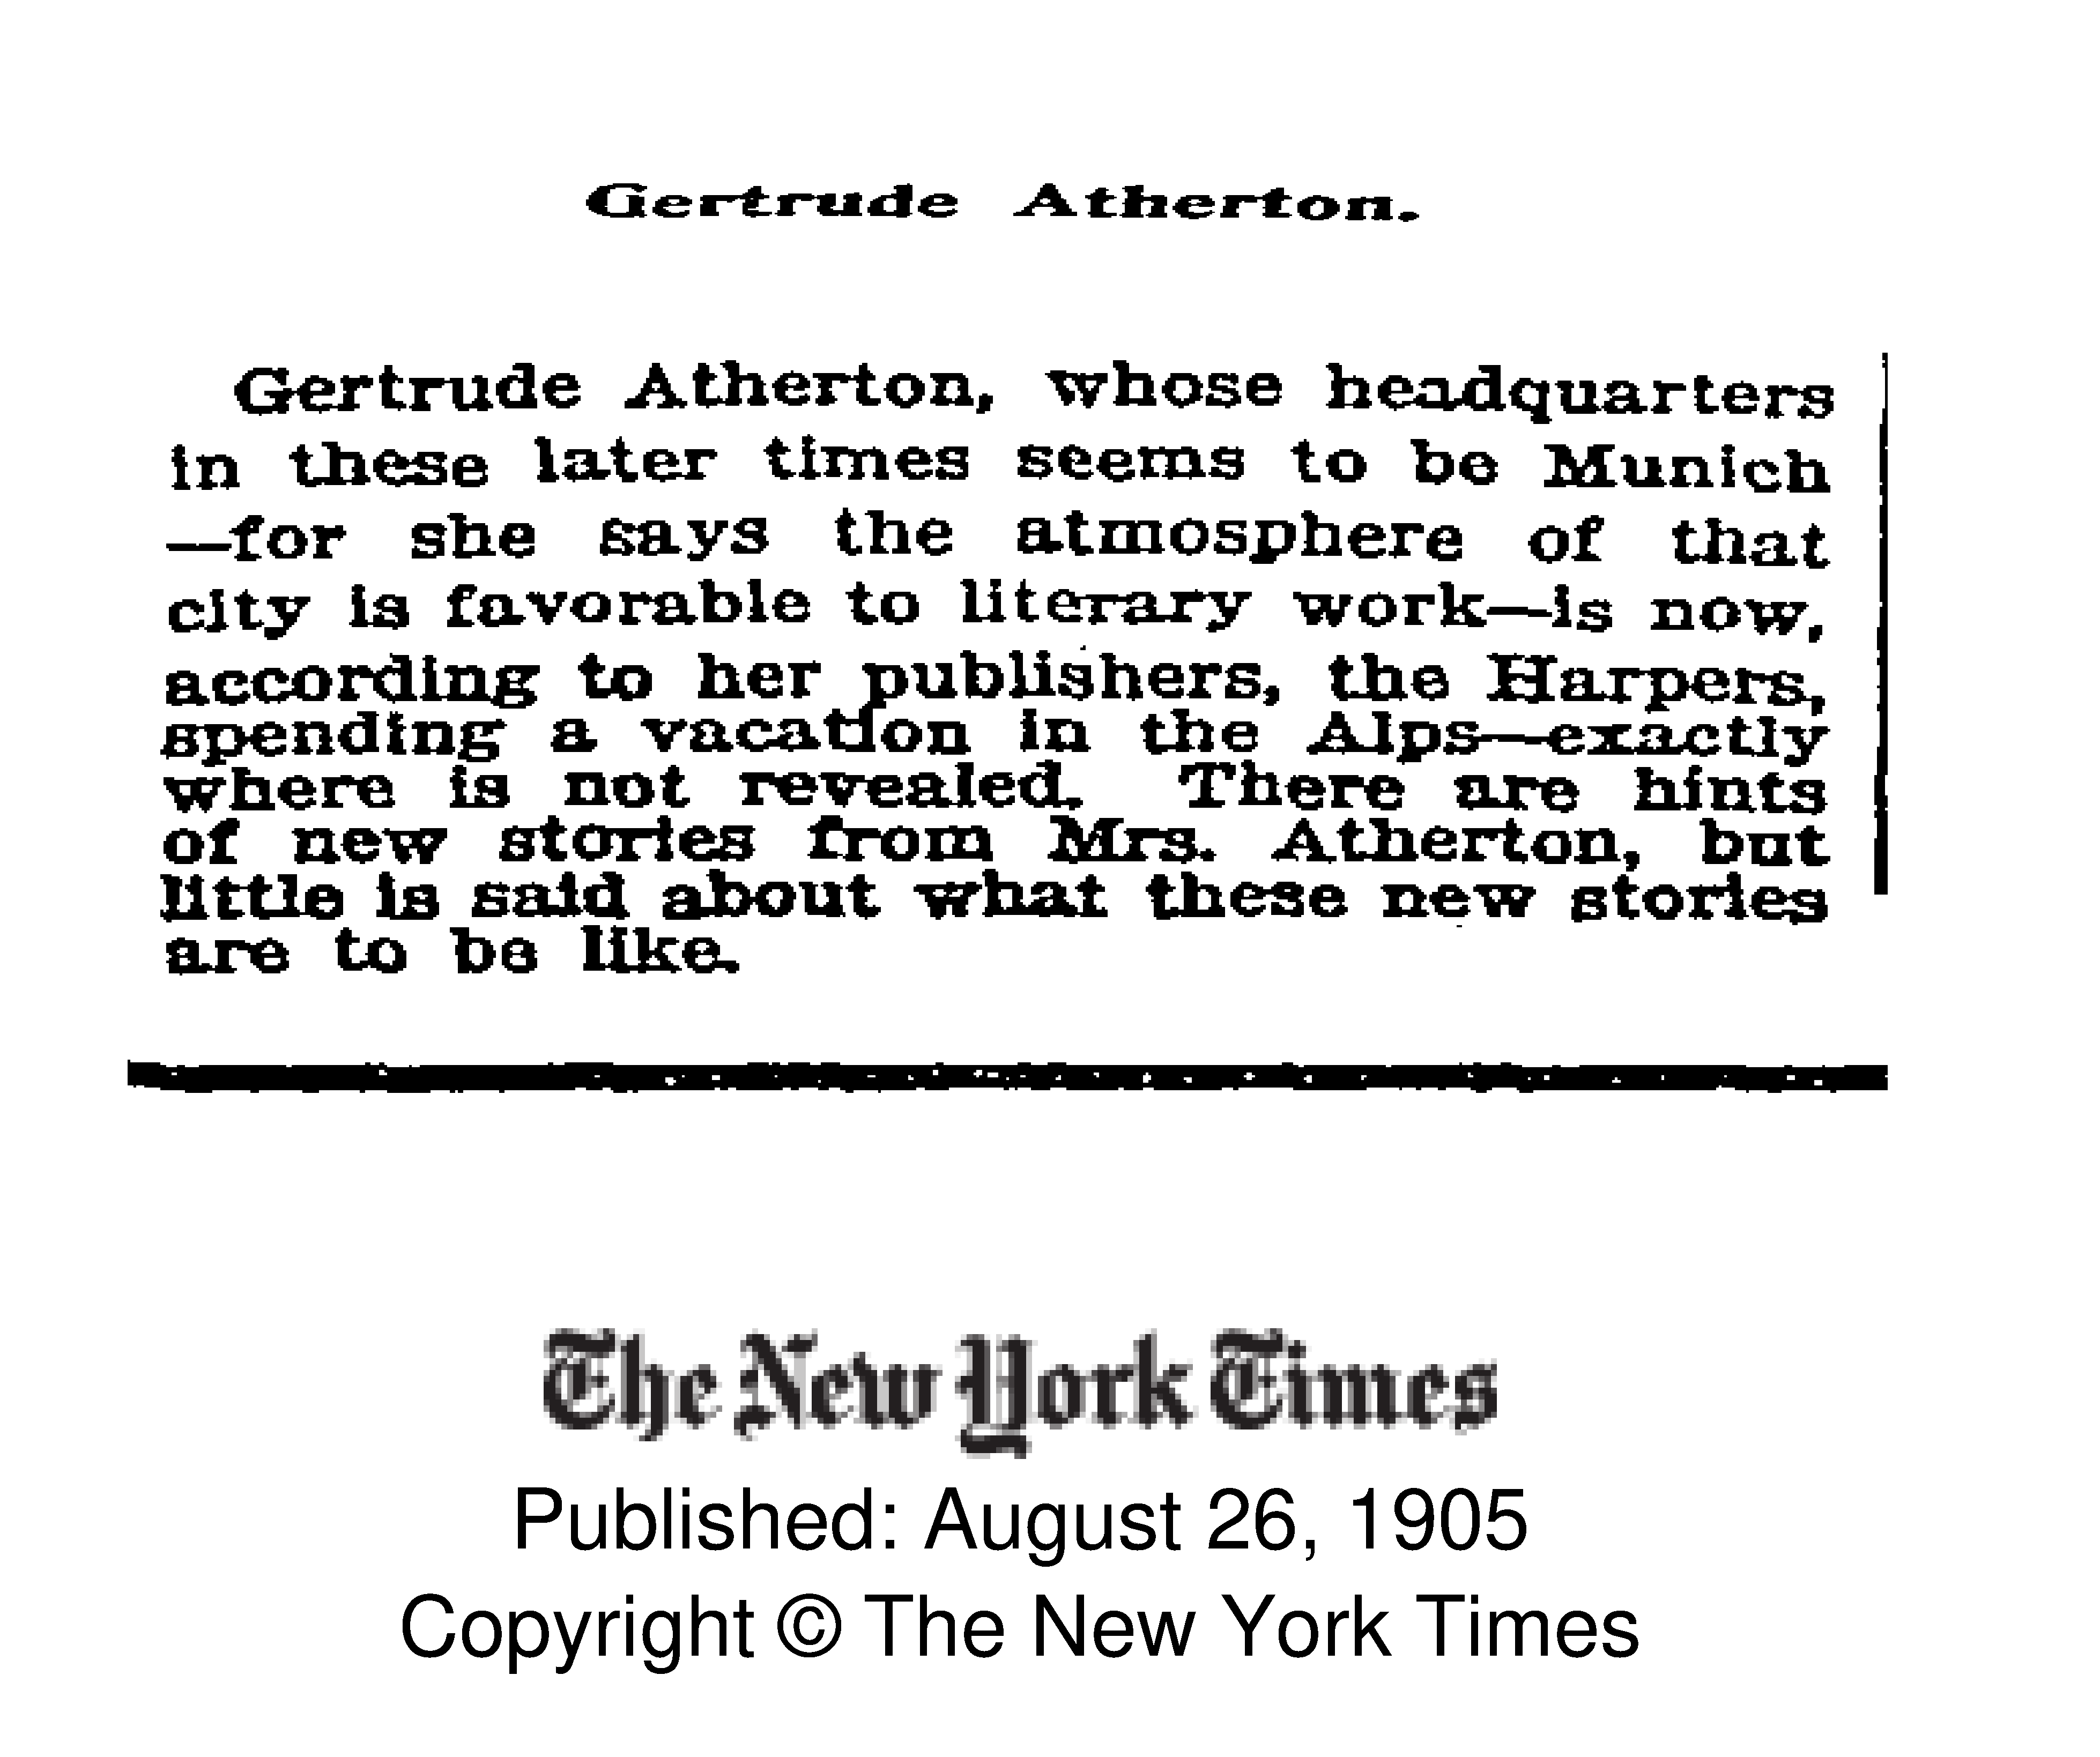 Gertrude Atherton.
Gertrude Atherton, whose headquarters
in these later times seems to be Munich
—for she says the atmosphere of that
city is favorable to literary work—is now,
according to her publishers, the Harpers,
spending a vacation in the Alps—exactly
where is not revealed. There are hints
of new stories from Mrs. Atherton, but
little is said about what these new stories
are to be like.
The New York Times
Published: August 26, 1905
Copyright © The New York Times